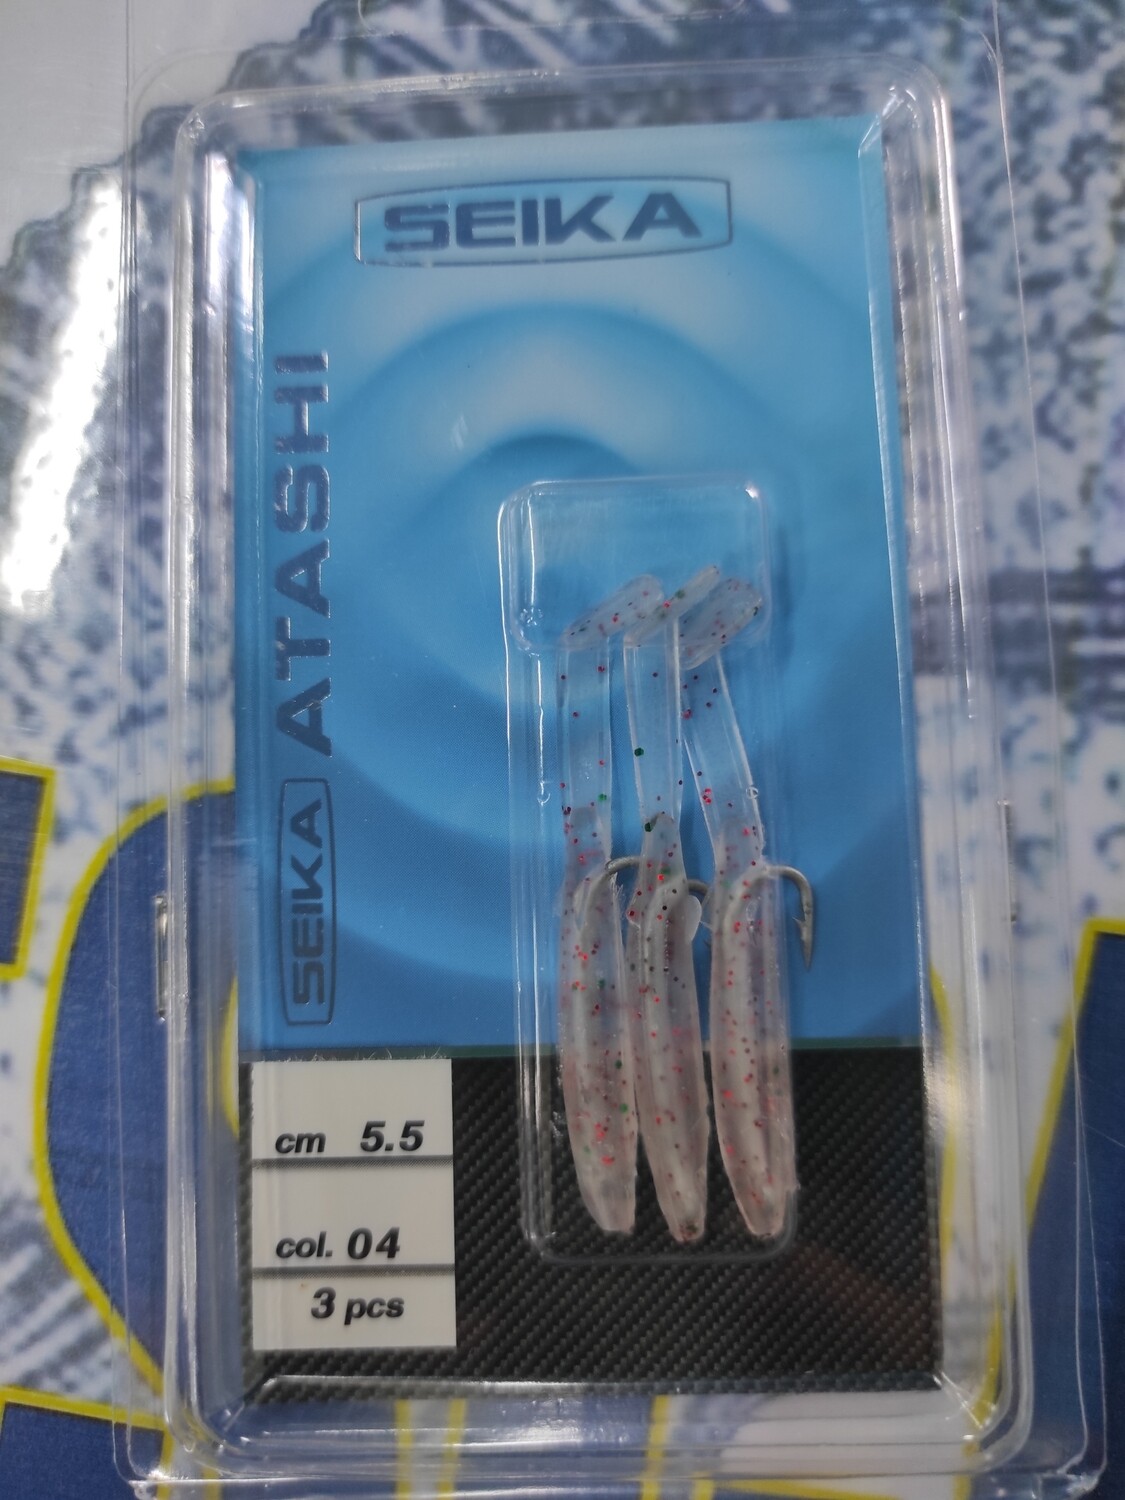 SEIKA
SEIKA ATASHI
cm 5.5
col. 04
3 pcs